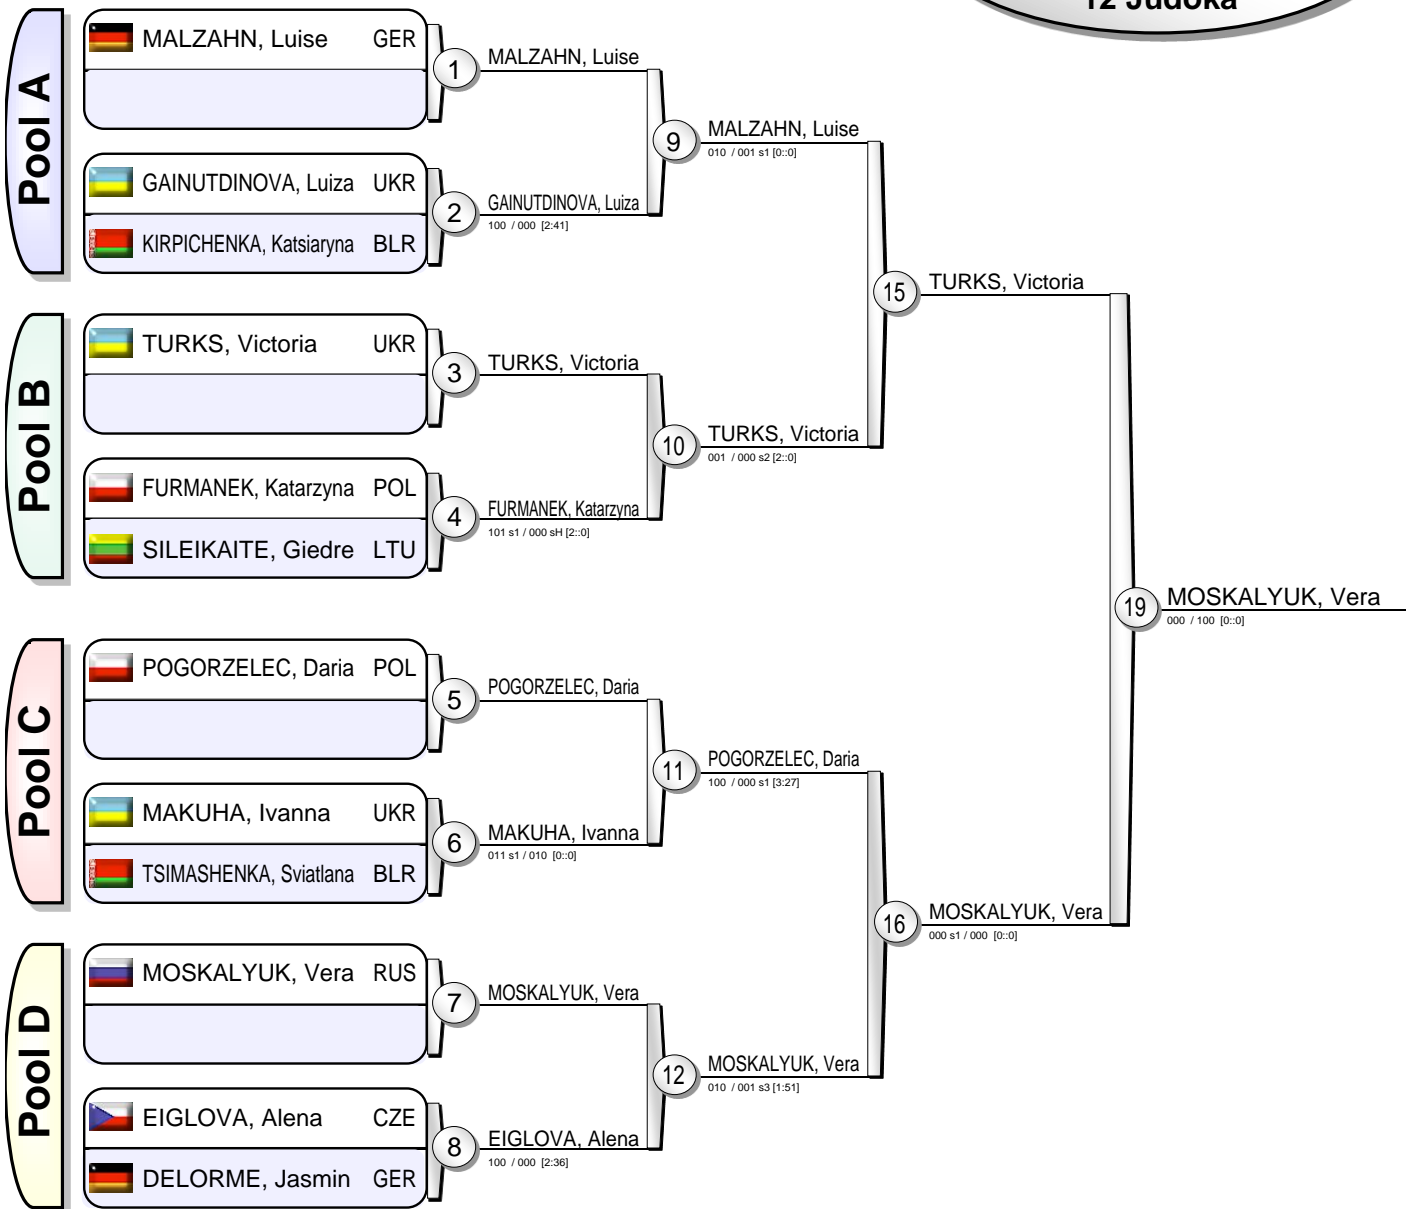 12 Judoka
Pool A
MALZAHN, Luise GER
1
MALZAHN, Luise
GAINUTDINOVA, Luiza UKR
KIRPICHENKA, Katsiaryna BLR
2
GAINUTDINOVA, Luiza
100 / 000 [2:41]
9
MALZAHN, Luise
010 / 001 s1 [0::0]
Pool B
TURKS, Victoria UKR
3
TURKS, Victoria
FURMANEK, Katarzyna POL
SILEIKAITE, Giedre LTU
4
FURMANEK, Katarzyna
101 s1 / 000 sH [2::0]
10
TURKS, Victoria
001 / 000 s2 [2::0]
15
TURKS, Victoria
Pool C
POGORZELEC, Daria POL
5
POGORZELEC, Daria
MAKUHA, Ivanna UKR
TSIMASHENKA, Sviatlana BLR
6
MAKUHA, Ivanna
011 s1 / 010 [0::0]
11
POGORZELEC, Daria
100 / 000 s1 [3:27]
Pool D
MOSKALYUK, Vera RUS
7
MOSKALYUK, Vera
EIGLOVA, Alena CZE
DELORME, Jasmin GER
8
EIGLOVA, Alena
100 / 000 [2:36]
12
MOSKALYUK, Vera
010 / 001 s3 [1:51]
16
MOSKALYUK, Vera
000 s1 / 000 [0::0]
19
MOSKALYUK, Vera
000 / 100 [0::0]